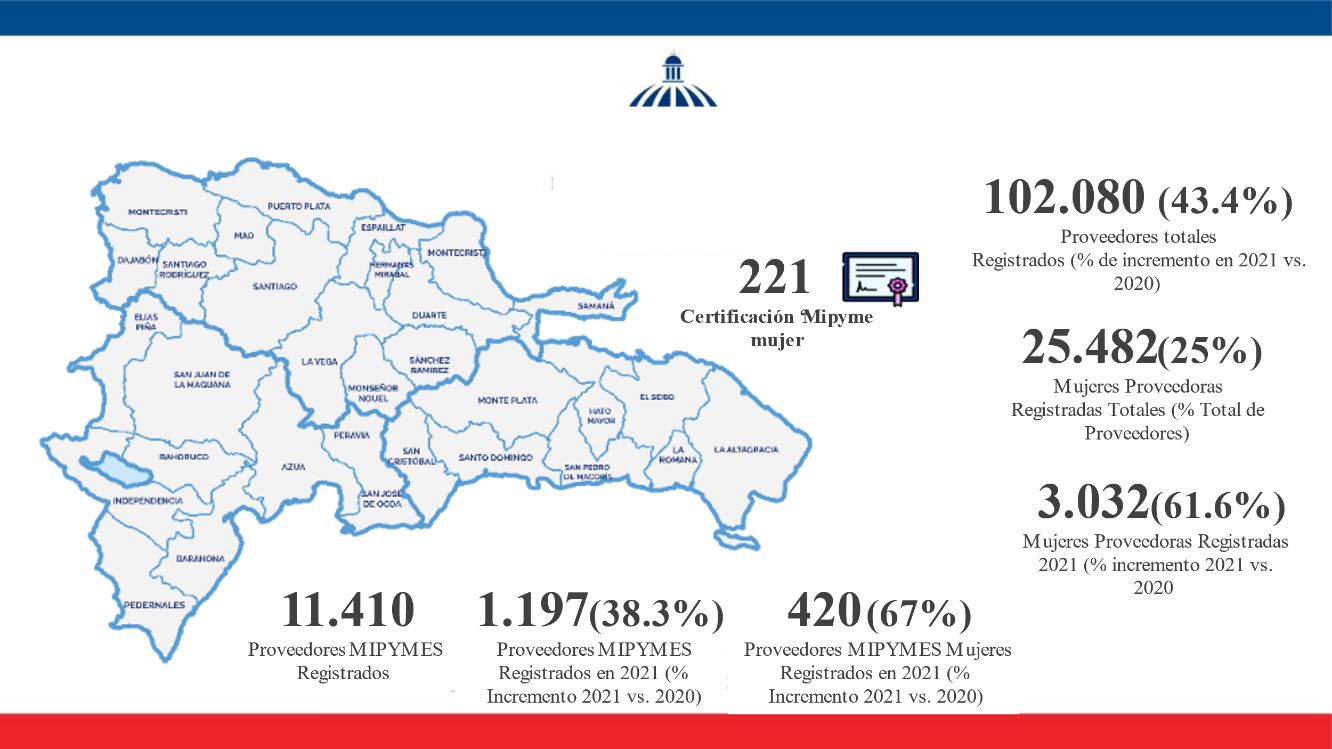 MONTECRISTI
PUERTO PLATA
MAO
ESPAILLAT
DAJABÓN
SANTIAGO
RODRÍGUEZ
HERMANAS
MIRABAL
MONTECRISTI
SANTIAGO
SAMANÁ
ELIAS
PIÑA
DUARTE
SAN JUAN DE
LA MAGUANA
LA VEGA
SÁNCHEZ
RAMIREZ
MONSEÑOR
NOUEL
MONTE PLATA
HATO
MAYOR
EL SEIBO
PERAVIA
BAHORUCO
AZUA
SAN
CRISTÓBAL
SANTO DOMINGO
SAN PEDRO
DE MACORÍS
LA
ROMANA
LA ALTAGRACIA
INDEPENDENCIA
SAN JOSE
DE OCOA
BARAHONA
PEDERNALES
221
Certificación Mipyme
mujer
102.080 (43.4%)
Proveedores totales
Registrados (% de incremento en 2021 vs.
2020)
25.482(25%)
Mujeres Proveedoras
Registradas Totales (% Total de
Proveedores)
3.032(61.6%)
Mujeres Proveedoras Registradas
2021 (% incremento 2021 vs.
2020
11.410
Proveedores MIPYMES
Registrados
1.197(38.3%)
Proveedores MIPYMES
Registrados en 2021 (%
Incremento 2021 vs. 2020)
420 (67%)
Proveedores MIPYMES Mujeres
Registrados en 2021 (%
Incremento 2021 vs. 2020)